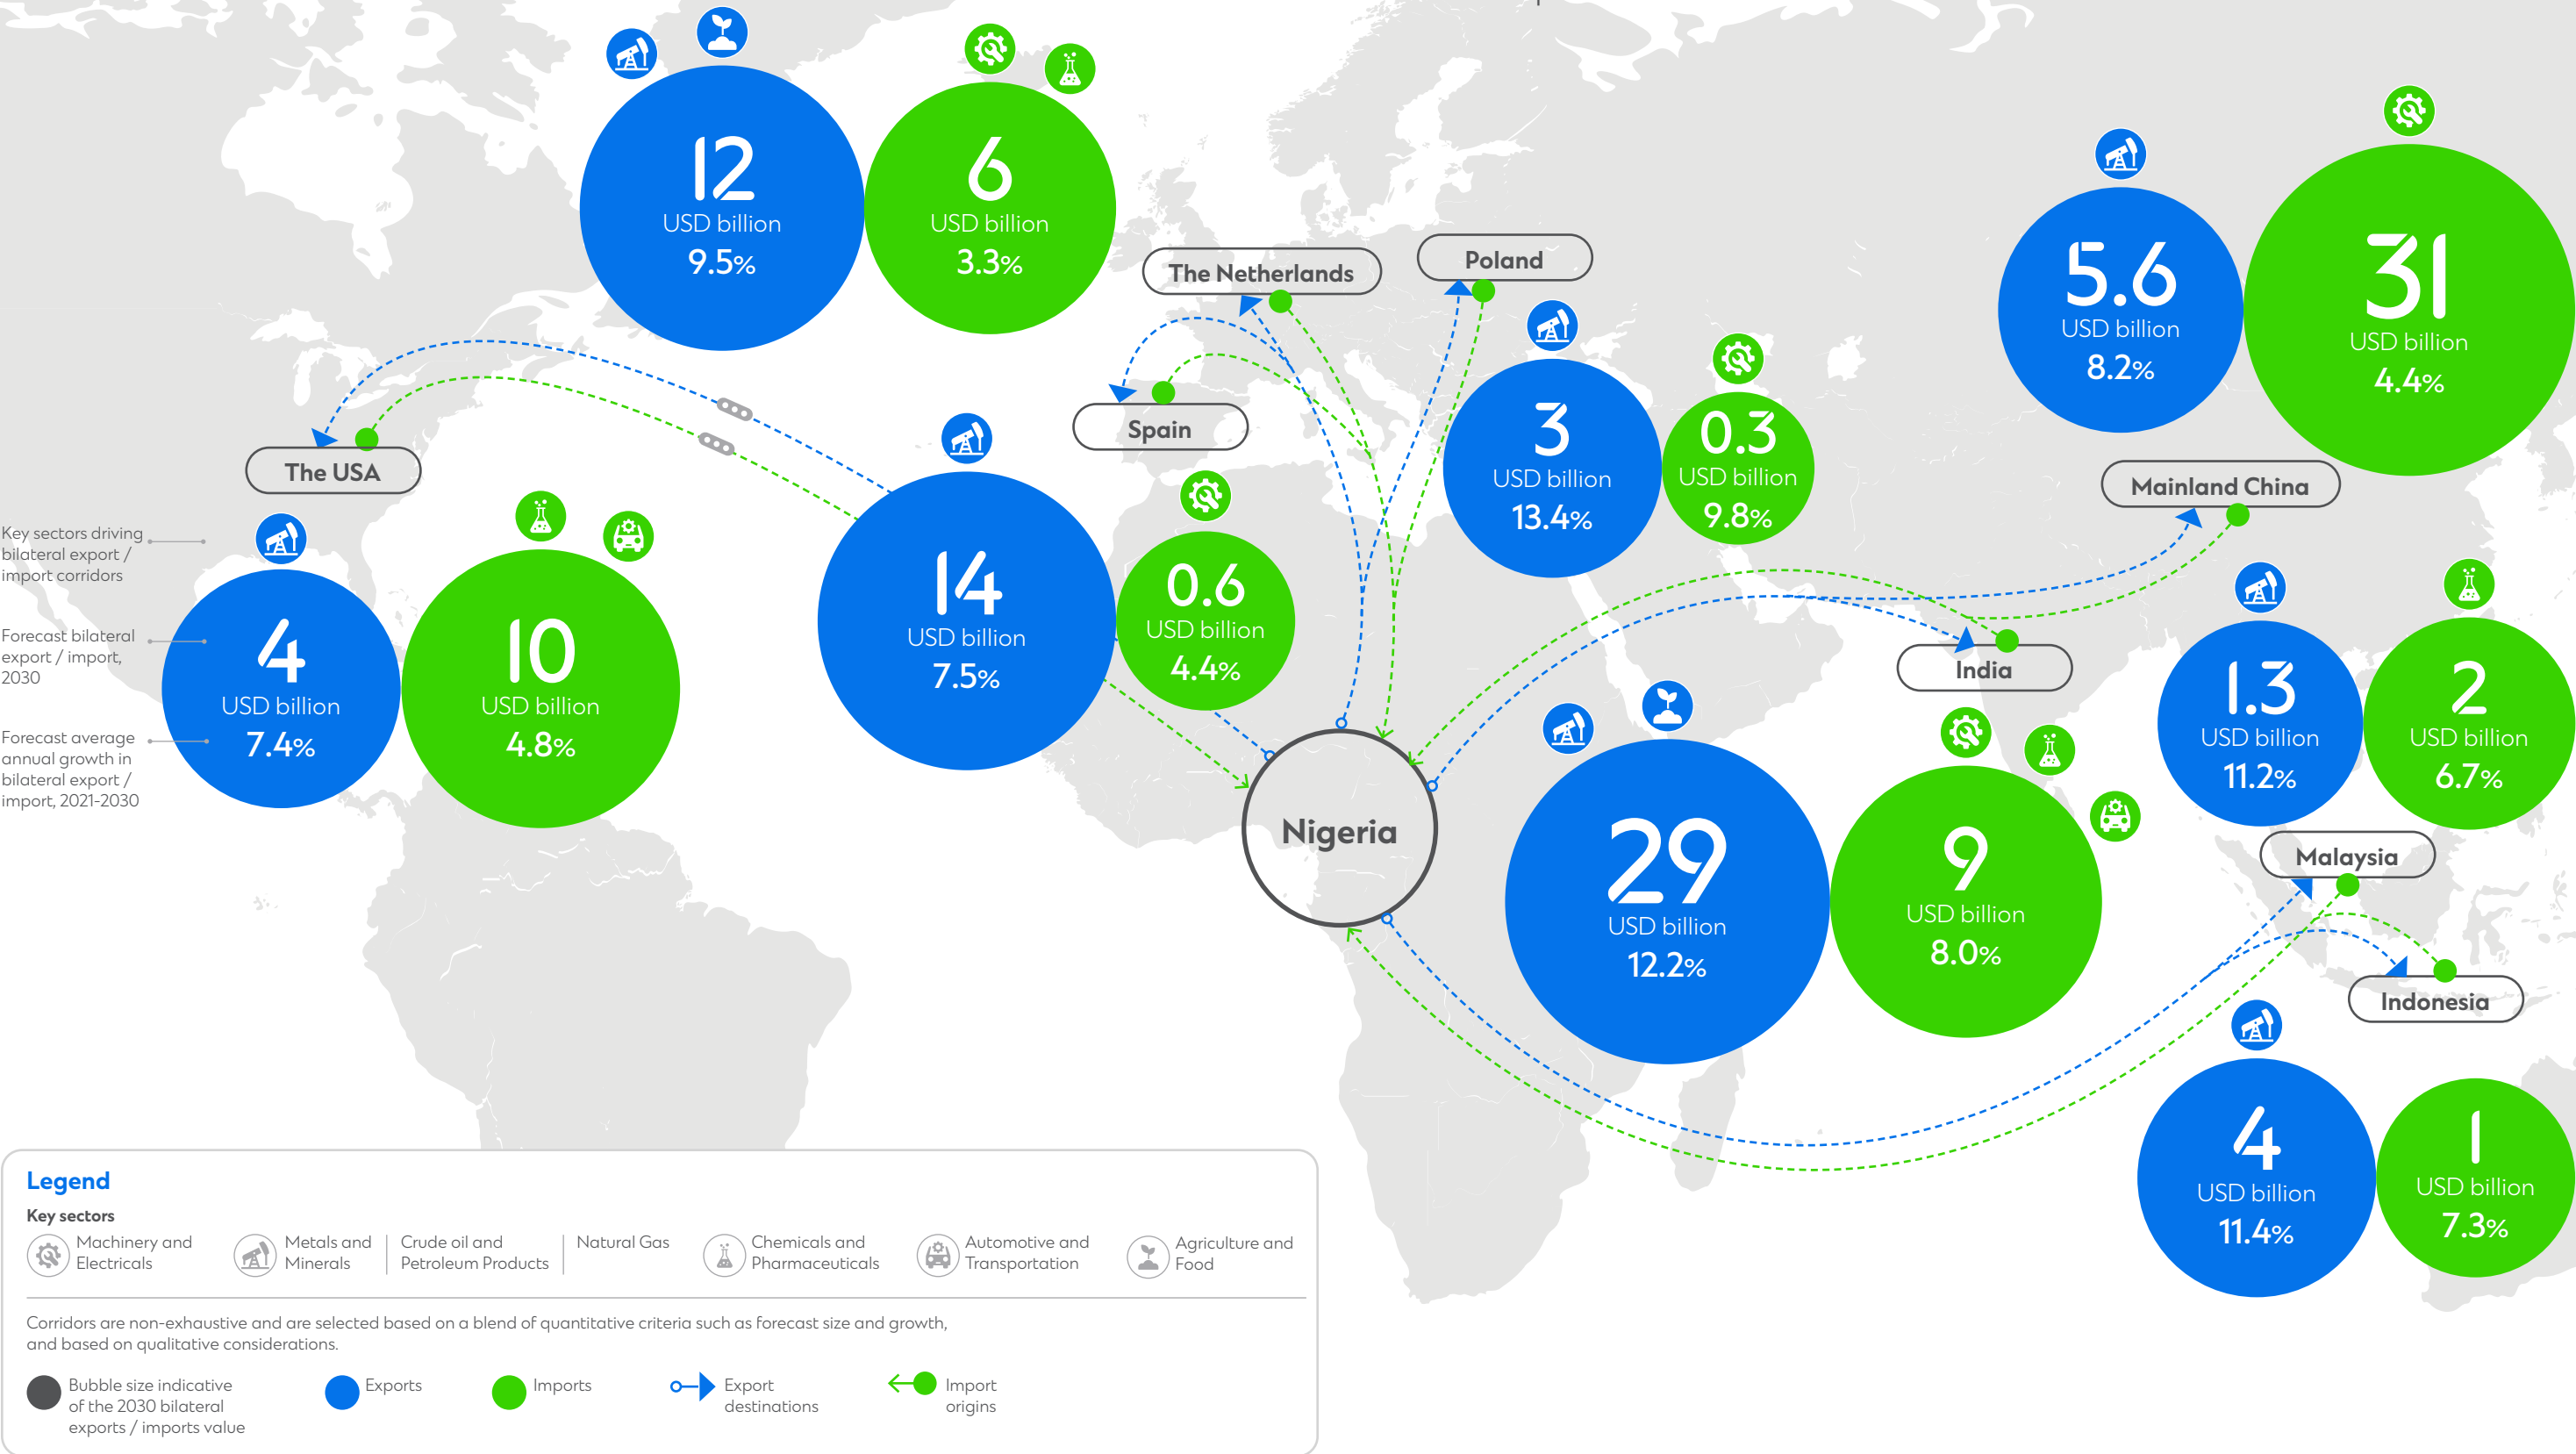 12
USD billion
9.5%
6
USD billion
3.3%
The Netherlands
Poland
5.6
USD billion
8.2%
31
USD billion
4.4%
Spain
3
USD billion
13.4%
0.3
USD billion
9.8%
The USA
Mainland China
Key sectors driving
bilateral export /
import corridors
Forecast bilateral
export / import,
2030
Forecast average
annual growth in
bilateral export /
import, 2021-2030
4
USD billion
7.4%
10
USD billion
4.8%
14
USD billion
7.5%
0.6
USD billion
4.4%
India
1.3
USD billion
11.2%
2
USD billion
6.7%
Nigeria
29
USD billion
12.2%
9
USD billion
8.0%
Malaysia
Indonesia
4
USD billion
11.4%
1
USD billion
7.3%
Legend
Key sectors
Machinery and
Electricals
Metals and
Minerals
Crude oil and
Petroleum Products
Natural Gas
Chemicals and
Pharmaceuticals
Automotive and
Transportation
Agriculture and
Food
Corridors are non-exhaustive and are selected based on a blend of quantitative criteria such as forecast size and growth,
and based on qualitative considerations.
Bubble size indicative
of the 2030 bilateral
exports / imports value
Exports
Imports
Export
destinations
Import
origins